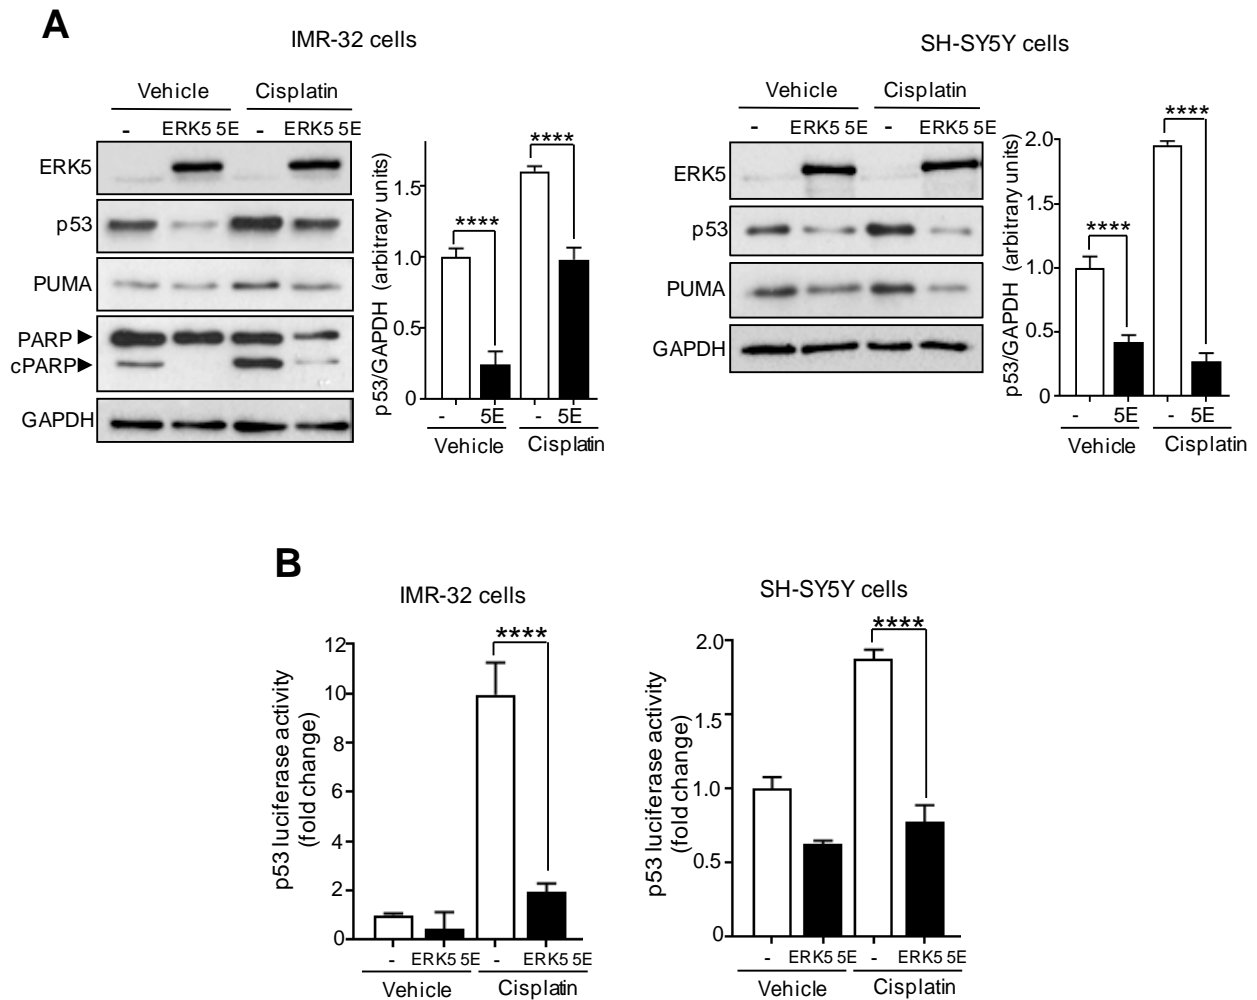 A
IMR-32 cells
Vehicle Cisplatin
- ERK5 5E - ERK5 5E
ERK5
p53
PUMA
PARP
cPARP
GAPDH
p53/GAPDH (arbitrary units)
1.5
1.0
0.5
0
****
****
- 5E - 5E
Vehicle Cisplatin
SH-SY5Y cells
Vehicle Cisplatin
- ERK5 5E - ERK5 5E
ERK5
p53
PUMA
GAPDH
p53/GAPDH (arbitrary units)
2.0
1.5
1.0
0.5
0
****
****
- 5E - 5E
Vehicle Cisplatin
B
IMR-32 cells
p53 luciferase activity
(fold change)
12
10
8
6
4
2
0
****
- ERK5 5E - ERK5 5E
Vehicle Cisplatin
SH-SY5Y cells
p53 luciferase activity
(fold change)
2.0
1.5
1.0
0.5
0
****
- ERK5 5E - ERK5 5E
Vehicle Cisplatin